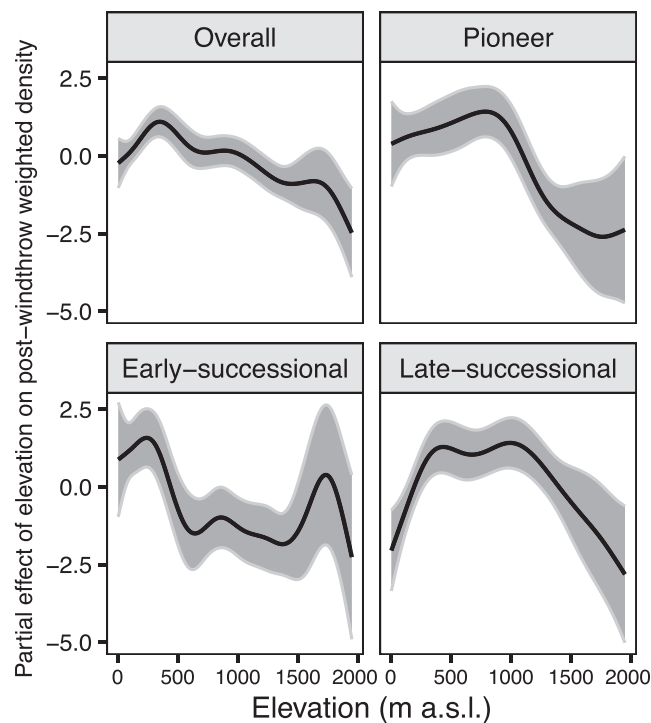 Overall
Pioneer
Partial effect of elevation on post−windthrow weighted density
2.5
0.0
−2.5
−5.0
Early−successional
Late−successional
2.5
0.0
−2.5
−5.0
0 500 1000 1500 2000 0 500 1000 1500 2000
Elevation (m a.s.l.)